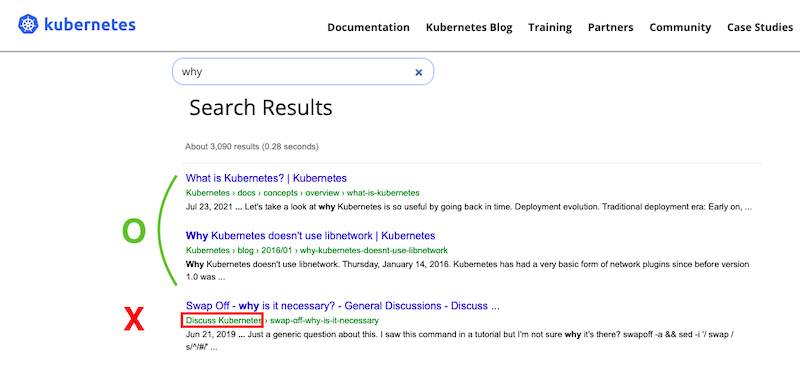 kubernetes
Documentation Kubernetes Blog Training Partners Community Case Studies
why ×
Search Results
About 3,090 results (0.28 seconds)
What is Kubernetes? | Kubernetes
Kubernetes › docs › concepts › overview › what-is-kubernetes
Jul 23, 2021 ... Let's take a look at why Kubernetes is so useful by going back in time. Deployment evolution. Traditional deployment era: Early on, ...
O
Why Kubernetes doesn't use libnetwork | Kubernetes
Kubernetes › blog › 2016/01 › why-kubernetes-doesnt-use-libnetwork
Why Kubernetes doesn't use libnetwork. Thursday, January 14, 2016. Kubernetes has had a very basic form of network plugins since before version
1.0 was ...
X
Swap Off - why is it necessary? - General Discussions - Discuss ...
Discuss Kubernetes › swap-off-why-is-it-necessary
Jun 21, 2019 ... Just a generic question about this. I saw this command in a tutorial but I'm not sure why it's there? swapoff -a && sed -i '/ swap /
s/^/#/' ...